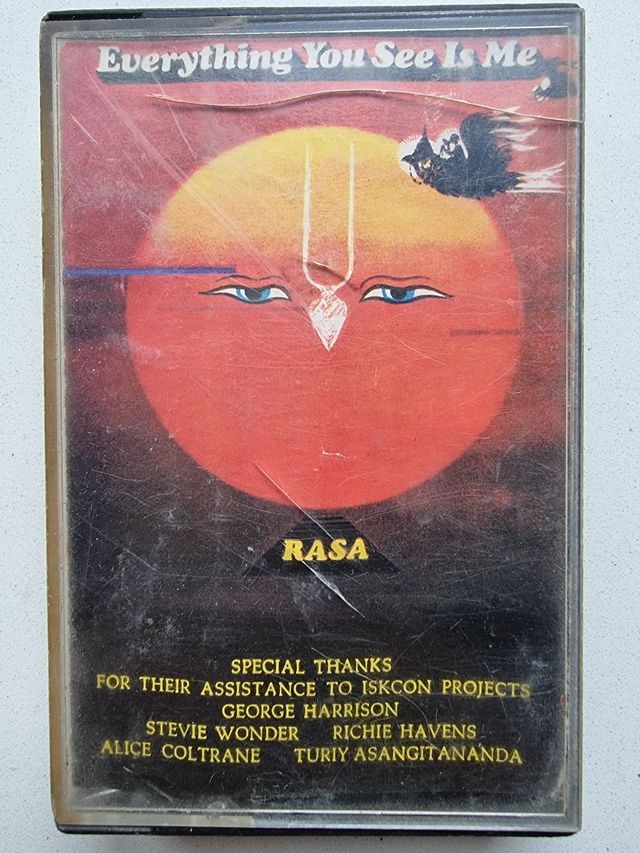 Everything You See Is Me
RASA
SPECIAL THANKS
FOR THEIR ASSISTANCE TO ISKCON PROJECTS
GEORGE HARRISON
STEVIE WONDER RICHIE HAVENS
ALICE COLTRANE TURIY ASANGITANANDA